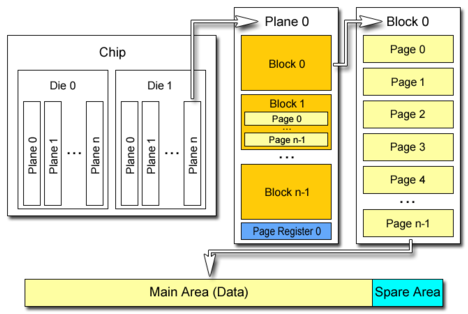 Chip
Die 0
Plane 0
Plane 1
...
Plane n
Die 1
Plane 0
Plane 1
...
Plane n
Plane 0
Block 0
Block 1
Page 0
...
Page n-1
...
Block n-1
Page Register 0
Block 0
Page 0
Page 1
Page 2
Page 3
Page 4
...
Page n-1
Main Area (Data)
Spare Area